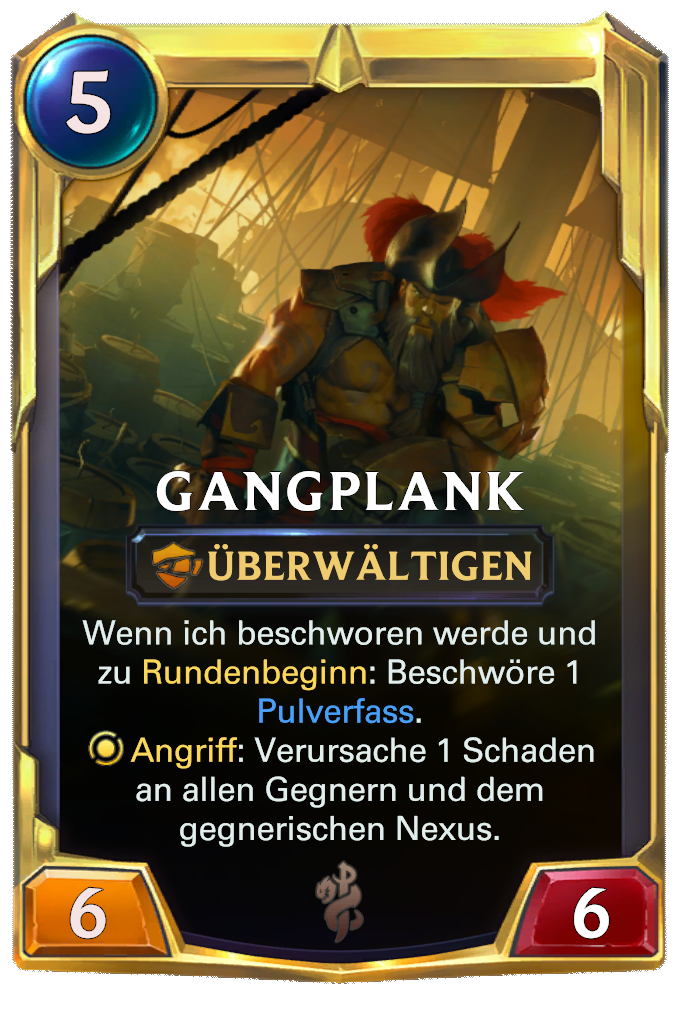 5
GANGPLANK
ÜBERWÄLTIGEN
Wenn ich beschworen werde und
zu Rundenbeginn: Beschwöre 1
Pulverfass.
Angriff: Verursache 1 Schaden
an allen Gegnern und dem
gegnerischen Nexus.
6
6